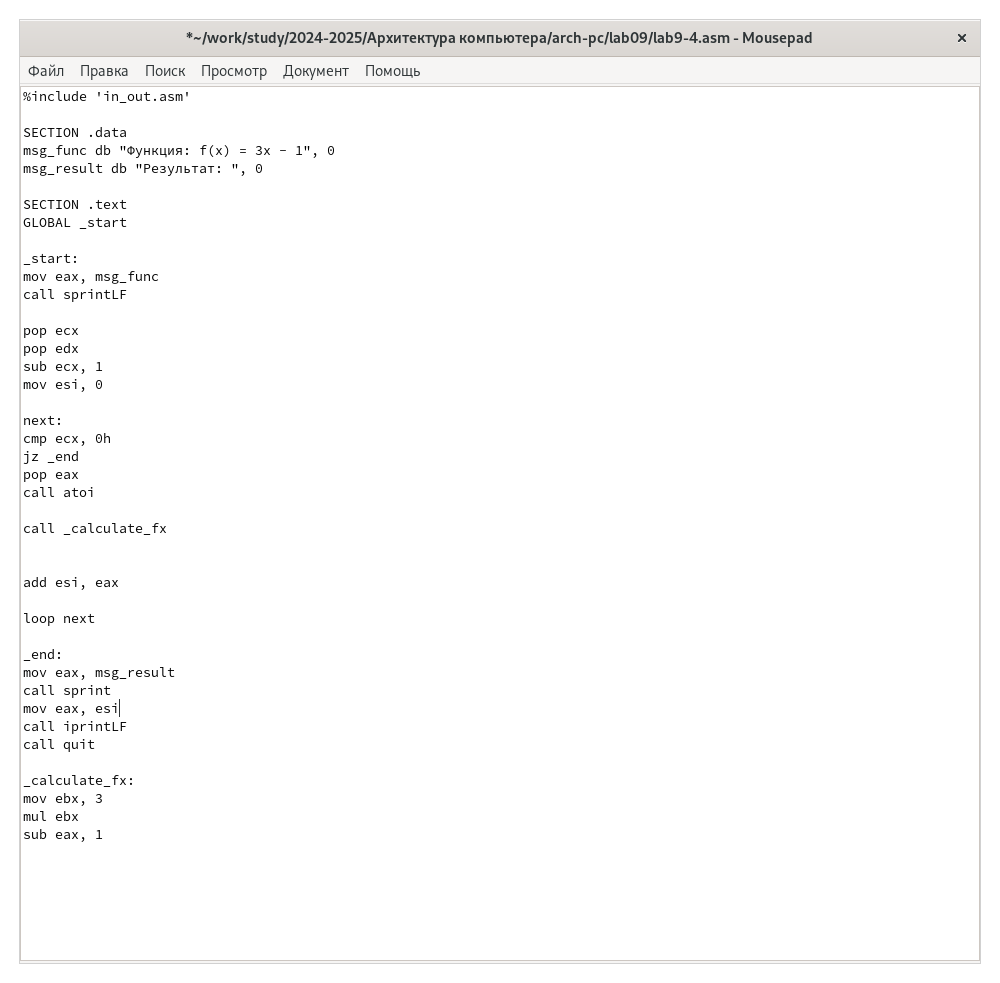 *~/work/study/2024-2025/Архитектура компьютера/arch-pc/lab09/lab9-4.asm - Mousepad
Файл Правка Поиск Просмотр Документ Помощь
%include 'in_out.asm'
SECTION .data
msg_func db "Функция: f(x) = 3x - 1", 0
msg_result db "Результат: ", 0
SECTION .text
GLOBAL _start
_start:
mov eax, msg_func
call sprintLF
pop ecx
pop edx
sub ecx, 1
mov esi, 0
next:
cmp ecx, 0h
jz _end
pop eax
call atoi
call _calculate_fx
add esi, eax
loop next
_end:
mov eax, msg_result
call sprint
mov eax, esi
call iprintLF
call quit
_calculate_fx:
mov ebx, 3
mul ebx
sub eax, 1